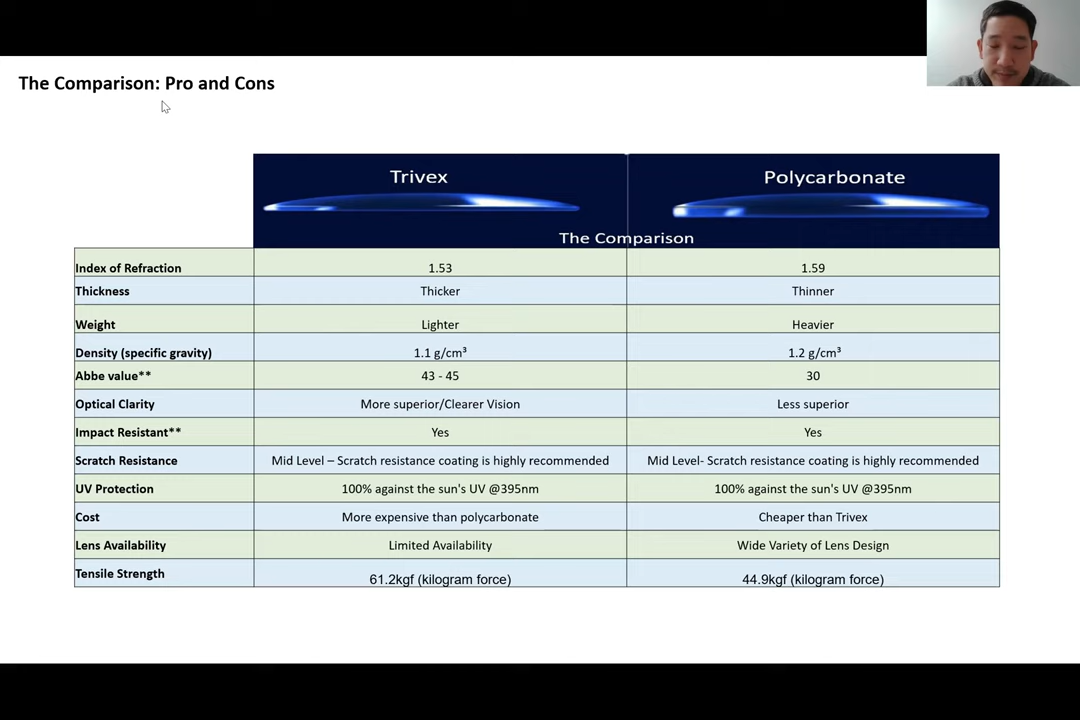 The Comparison: Pro and Cons
Trivex Polycarbonate
The Comparison
Index of Refraction 1.53 1.59
Thickness Thicker Thinner
Weight Lighter Heavier
Density (specific gravity) 1.1 g/cm³ 1.2 g/cm³
Abbe value** 43 - 45 30
Optical Clarity More superior/Clearer Vision Less superior
Impact Resistant** Yes Yes
Scratch Resistance Mid Level – Scratch resistance coating is highly recommended Mid Level- Scratch resistance coating is highly recommended
UV Protection 100% against the sun's UV @395nm 100% against the sun's UV @395nm
Cost More expensive than polycarbonate Cheaper than Trivex
Lens Availability Limited Availability Wide Variety of Lens Design
Tensile Strength 61.2kgf (kilogram force) 44.9kgf (kilogram force)